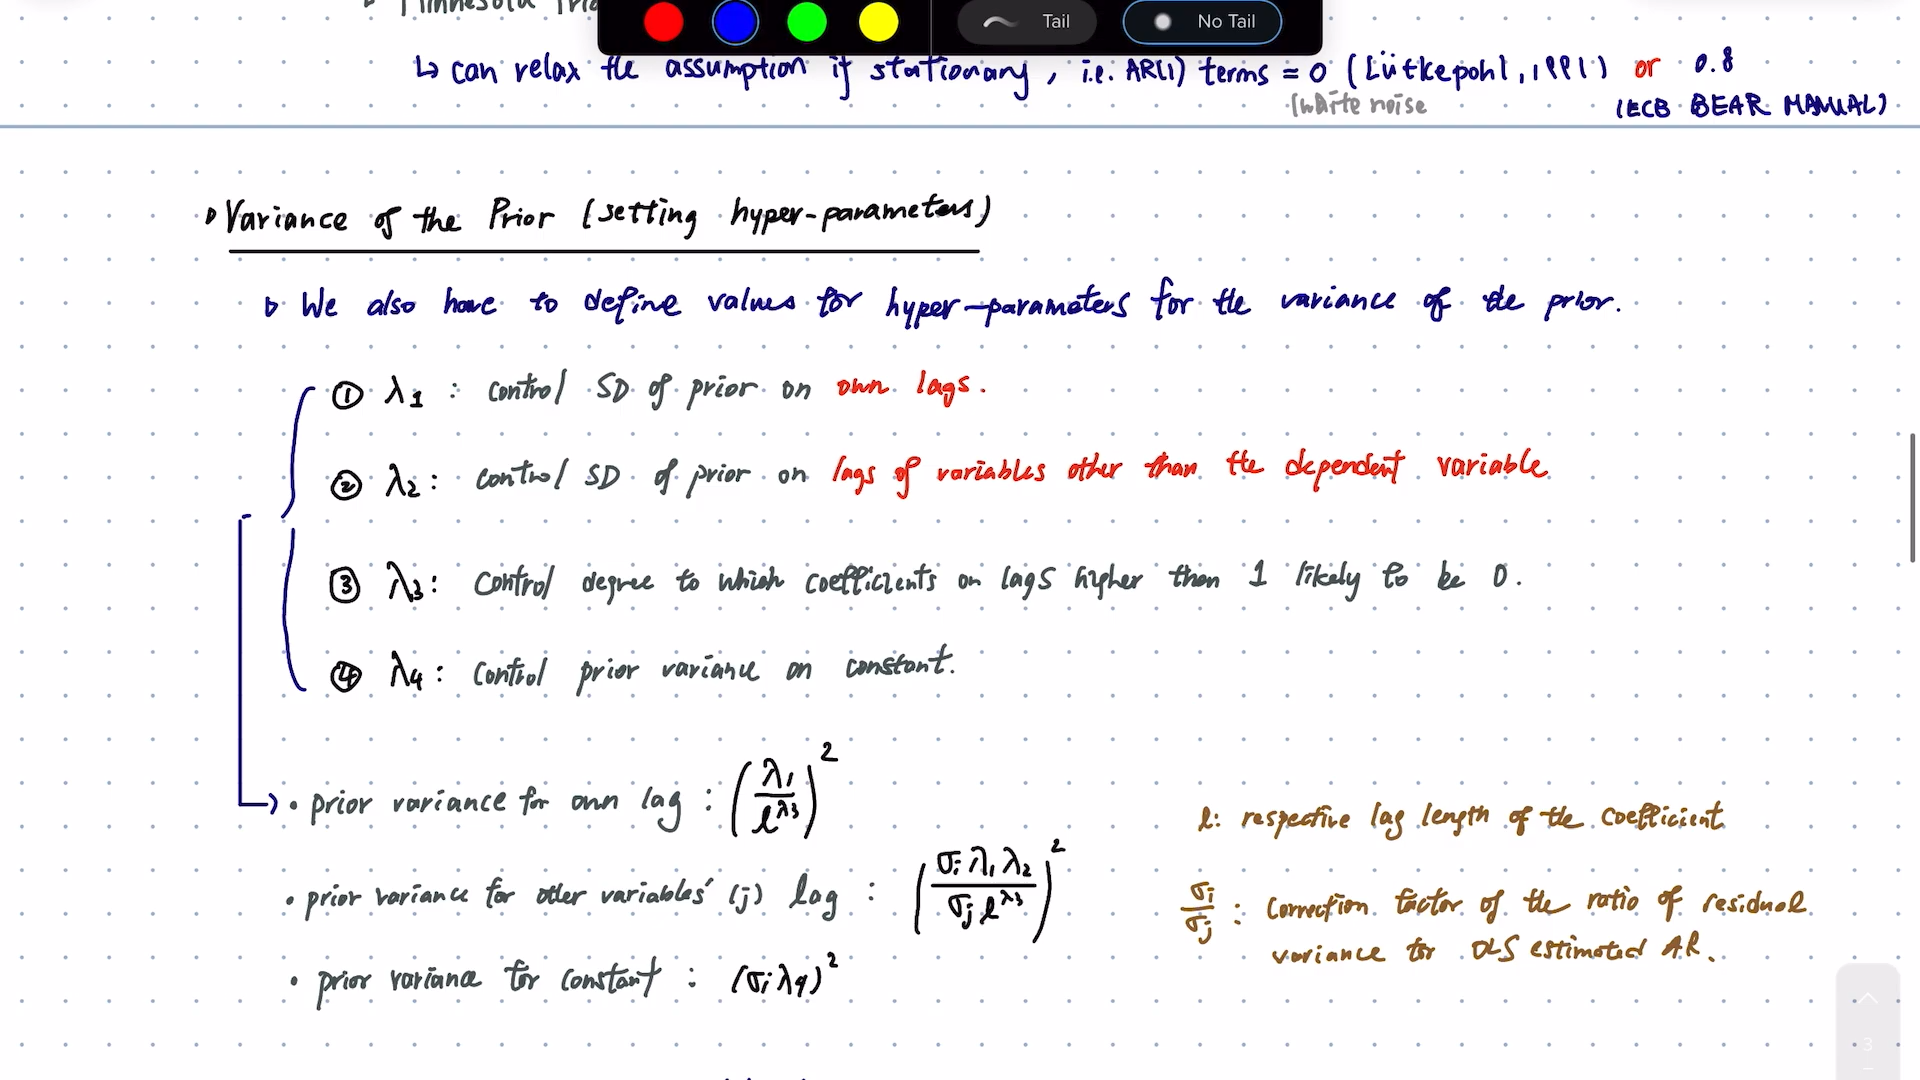 Minnesota
Tail
No Tail
↳ can relax the assumption if stationary, i.e. AR(1) terms = 0 (Lütkepohl, 1991) or 0.8
(white noise
(ECB BEAR MANUAL)
Variance of the Prior (setting hyper-parameters)
We also have to define values for hyper-parameters for the variance of the prior.
① λ1 : control SD of prior on own lags.
② λ2 : control SD of prior on lags of variables other than the dependent variable
③ λ3 : control degree to which coefficients on lags higher than 1 likely to be 0.
④ λ4 : control prior variance on constant.
• prior variance for own lag : (λ1 / l^λ3)^2
l: respective lag length of the coefficient
• prior variance for other variables' (j) lag : (σi λ1 λ2 / σj l^λ3)^2
σi/σj : correction factor of the ratio of residual
variance for OLS estimated AR.
• prior variance for constant : (σi λ4)^2
3